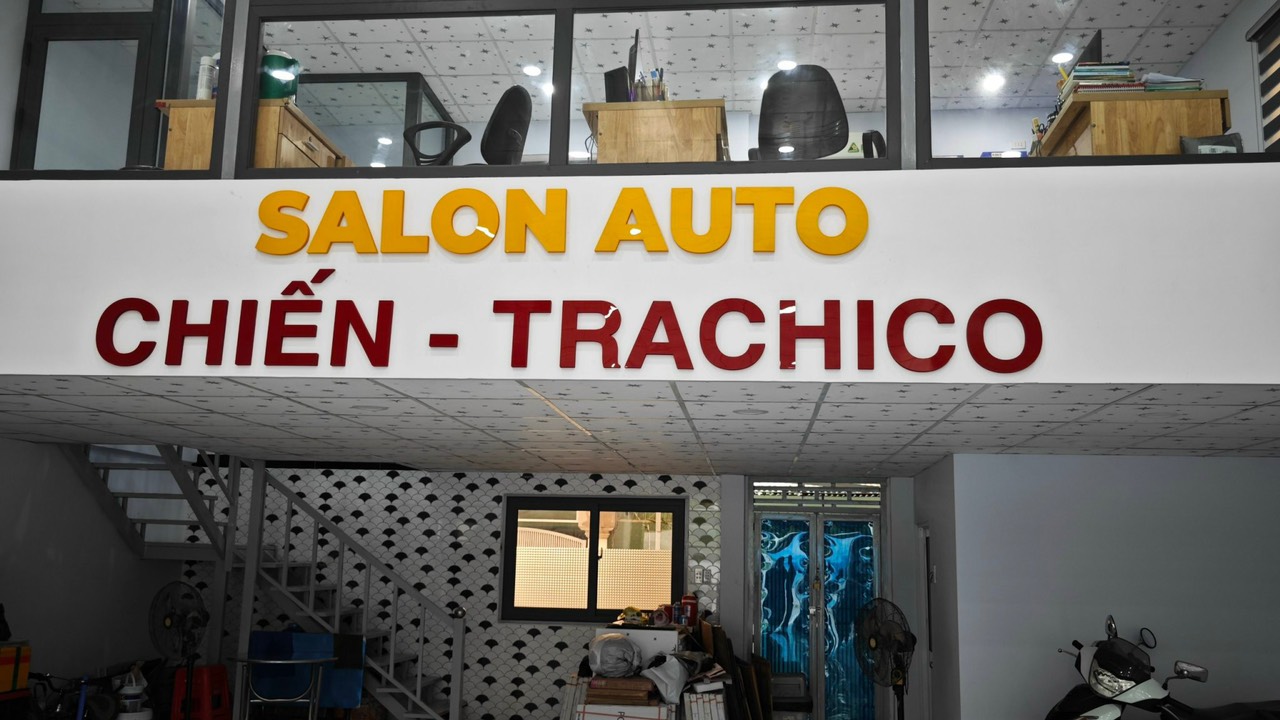 SALON AUTO
CHIẾN - TRACHICO